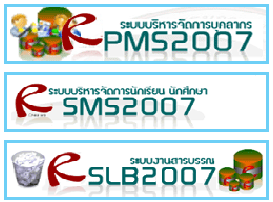 ระบบบริหารจัดการบุคลากร
PMS2007
ระบบบริหารจัดการนักเรียน นักศึกษา
SMS2007
ระบบงานสารบรรณ
SLB2007